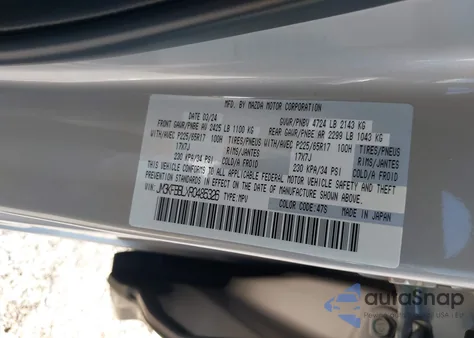 MFD. BY MAZDA MOTOR CORPORATION
DATE 03/24 GVWR/PNBV 4724 LB 2143 KG
FRONT GAWR/PNBE AV 2425 LB 1100 KG REAR GAWR/PNBE AR 2299 LB 1043 KG
WITH/AVEC P225/65R17 100H TIRES/PNEUS WITH/AVEC P225/65R17 100H TIRES/PNEUS
17X7J RIMS/JANTES 17X7J RIMS/JANTES
230 KPA/34 PSI COLD/A FROID 230 KPA/34 PSI COLD/A FROID
THIS VEHICLE CONFORMS TO ALL APPLICABLE FEDERAL MOTOR VEHICLE SAFETY, BUMPER, AND THEFT
PREVENTION STANDARDS IN EFFECT ON THE DATE OF MANUFACTURE SHOWN ABOVE.
TYPE:MPV COLOR CODE:47S MADE IN JAPAN
autoSnap